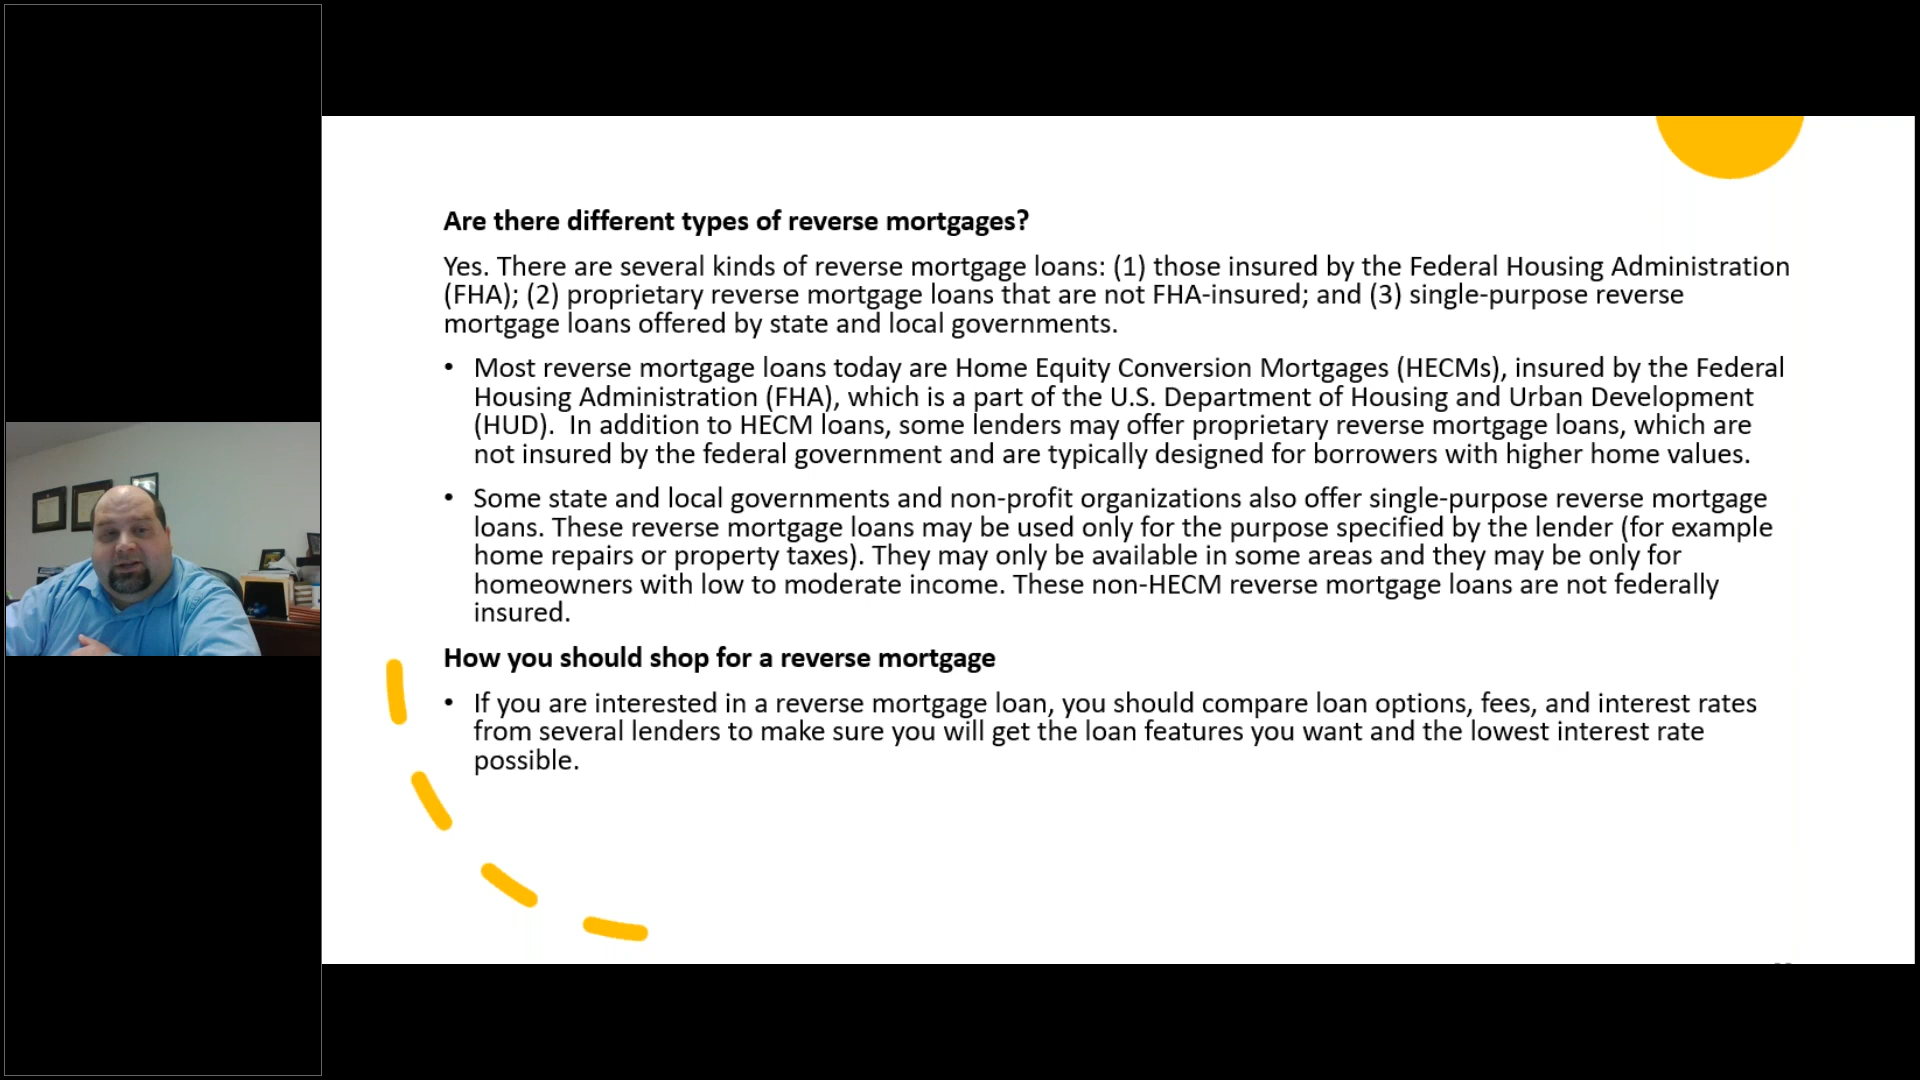 Are there different types of reverse mortgages?
Yes. There are several kinds of reverse mortgage loans: (1) those insured by the Federal Housing Administration
(FHA); (2) proprietary reverse mortgage loans that are not FHA-insured; and (3) single-purpose reverse
mortgage loans offered by state and local governments.
• Most reverse mortgage loans today are Home Equity Conversion Mortgages (HECMs), insured by the Federal
Housing Administration (FHA), which is a part of the U.S. Department of Housing and Urban Development
(HUD).  In addition to HECM loans, some lenders may offer proprietary reverse mortgage loans, which are
not insured by the federal government and are typically designed for borrowers with higher home values.
• Some state and local governments and non-profit organizations also offer single-purpose reverse mortgage
loans. These reverse mortgage loans may be used only for the purpose specified by the lender (for example
home repairs or property taxes). They may only be available in some areas and they may be only for
homeowners with low to moderate income. These non-HECM reverse mortgage loans are not federally
insured.
How you should shop for a reverse mortgage
• If you are interested in a reverse mortgage loan, you should compare loan options, fees, and interest rates
from several lenders to make sure you will get the loan features you want and the lowest interest rate
possible.